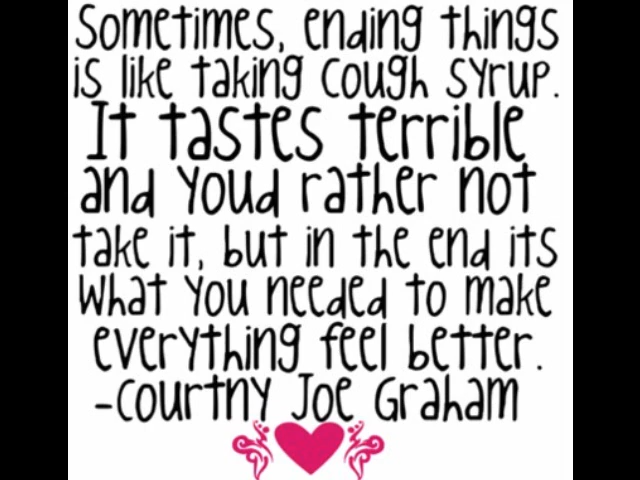 Sometimes, ending things
is like taking cough syrup.
It tastes terrible
and youd rather not
take it, but in the end its
what you needed to make
everything feel better.
-Courtny Joe Graham